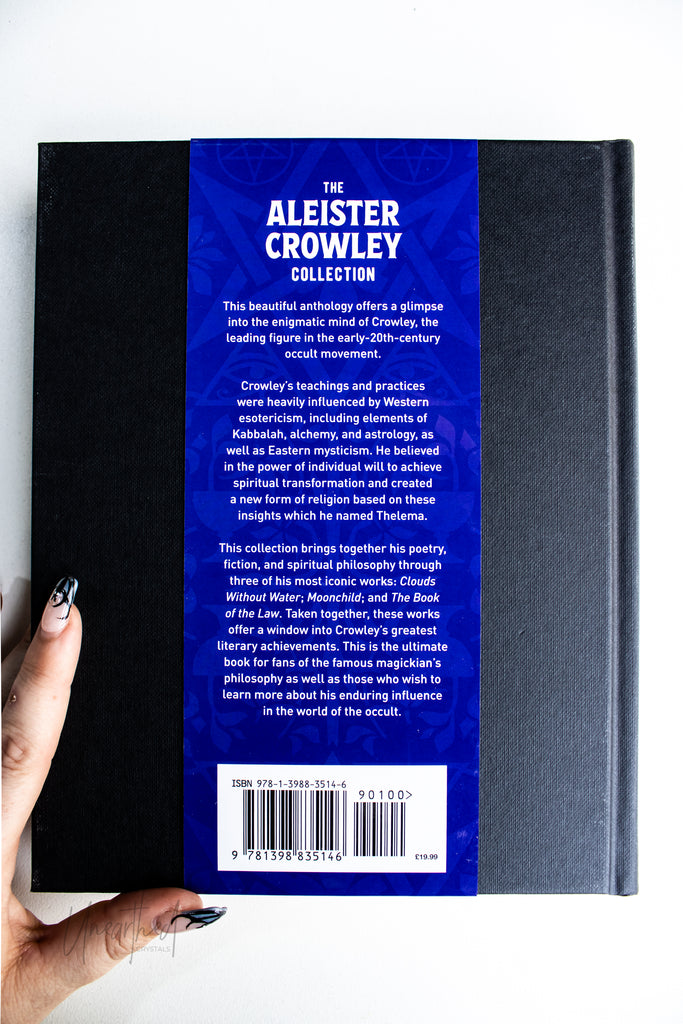 THE
ALEISTER
CROWLEY
COLLECTION
This beautiful anthology offers a glimpse
into the enigmatic mind of Crowley, the
leading figure in the early-20th-century
occult movement.
Crowley's teachings and practices
were heavily influenced by Western
esotericism, including elements of
Kabbalah, alchemy, and astrology, as
well as Eastern mysticism. He believed
in the power of individual will to achieve
spiritual transformation and created
a new form of religion based on these
insights which he named Thelema.
This collection brings together his poetry,
fiction, and spiritual philosophy through
three of his most iconic works: Clouds
Without Water; Moonchild; and The Book
of the Law. Taken together, these works
offer a window into Crowley's greatest
literary achievements. This is the ultimate
book for fans of the famous magickian's
philosophy as well as those who wish to
learn more about his enduring influence
in the world of the occult.
ISBN 978-1-3988-3514-6
90100>
9 781398 835146
£19.99
Unearthed
CRYSTALS